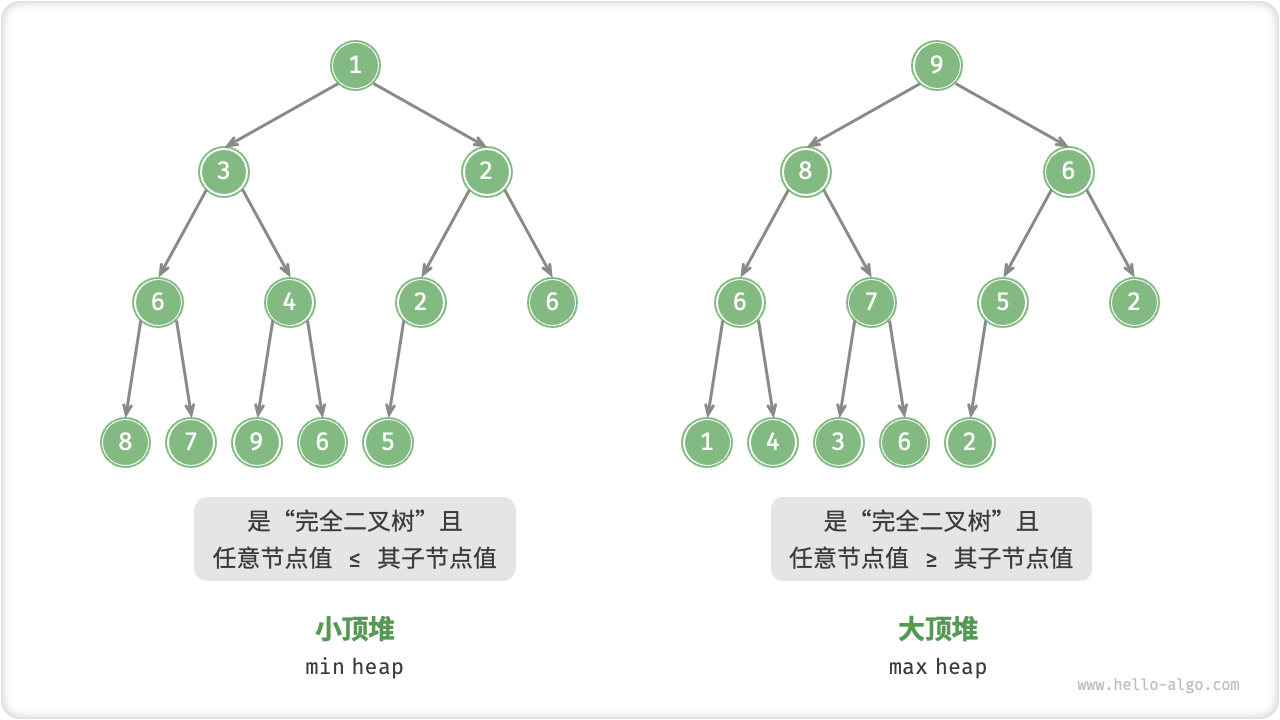 1
9
3
2
8
6
6
4
2
6
6
7
5
2
8
7
9
6
5
1
4
3
6
2
是“完全二叉树”且
任意节点值 ≤ 其子节点值
是“完全二叉树”且
任意节点值 ≥ 其子节点值
小顶堆
min heap
大顶堆
max heap
www.hello-algo.com